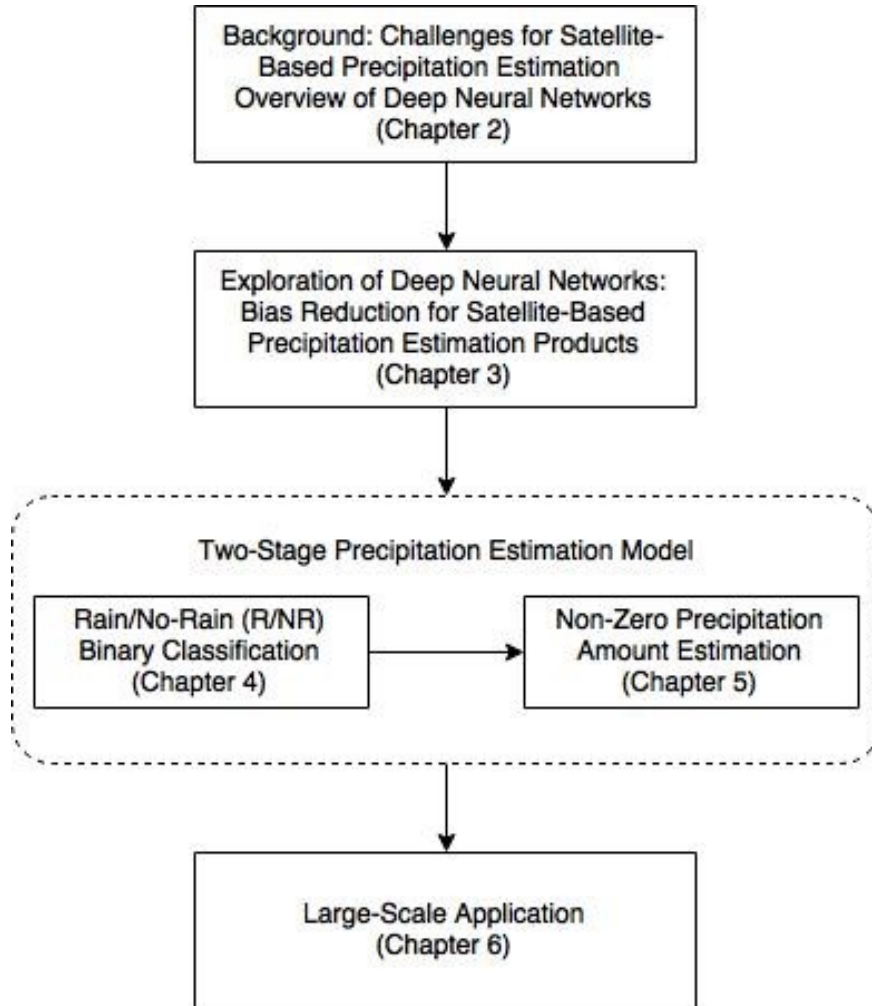 Background: Challenges for Satellite-
Based Precipitation Estimation
Overview of Deep Neural Networks
(Chapter 2)
Exploration of Deep Neural Networks:
Bias Reduction for Satellite-Based
Precipitation Estimation Products
(Chapter 3)
Two-Stage Precipitation Estimation Model
Rain/No-Rain (R/NR)
Binary Classification
(Chapter 4)
Non-Zero Precipitation
Amount Estimation
(Chapter 5)
Large-Scale Application
(Chapter 6)